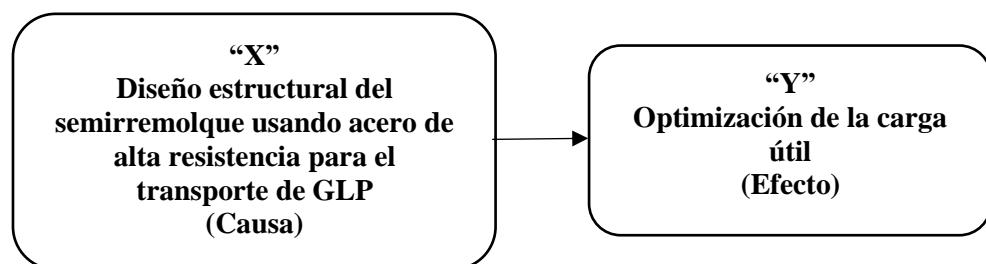 “X”
Diseño estructural del
semirremolque usando acero de
alta resistencia para el
transporte de GLP
(Causa)
“Y”
Optimización de la carga
útil
(Efecto)